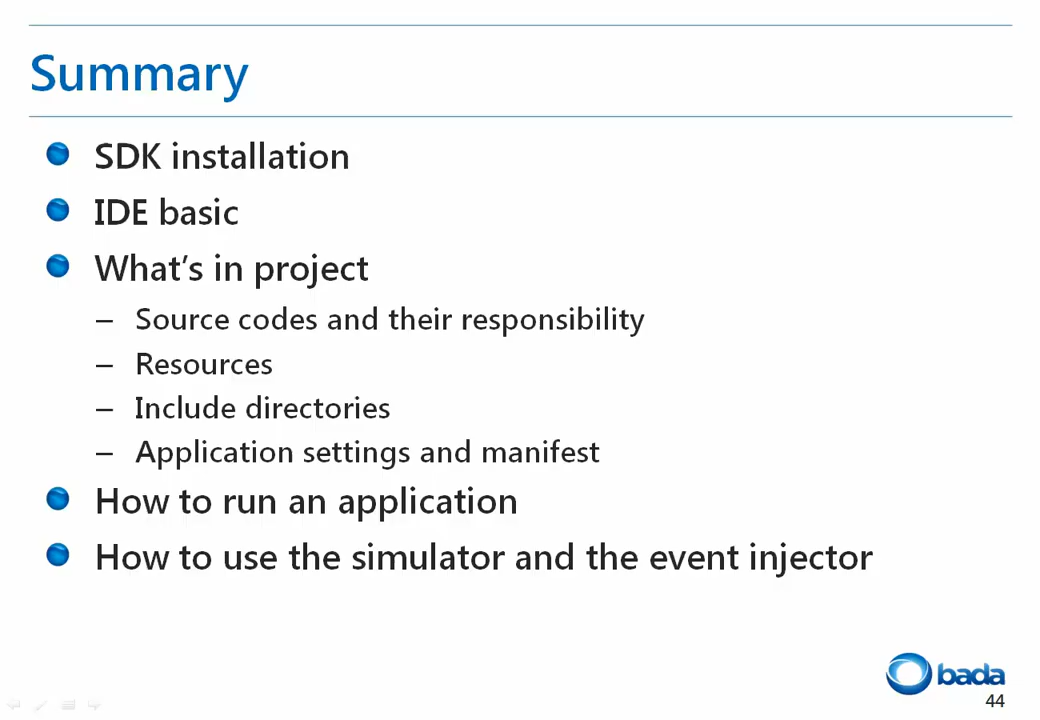 Summary
SDK installation
IDE basic
What's in project
– Source codes and their responsibility
– Resources
– Include directories
– Application settings and manifest
How to run an application
How to use the simulator and the event injector
bada
44